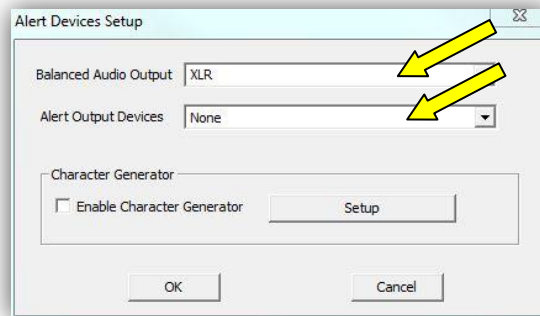 Alert Devices Setup
Balanced Audio Output XLR
Alert Output Devices None
Character Generator
Enable Character Generator Setup
OK Cancel